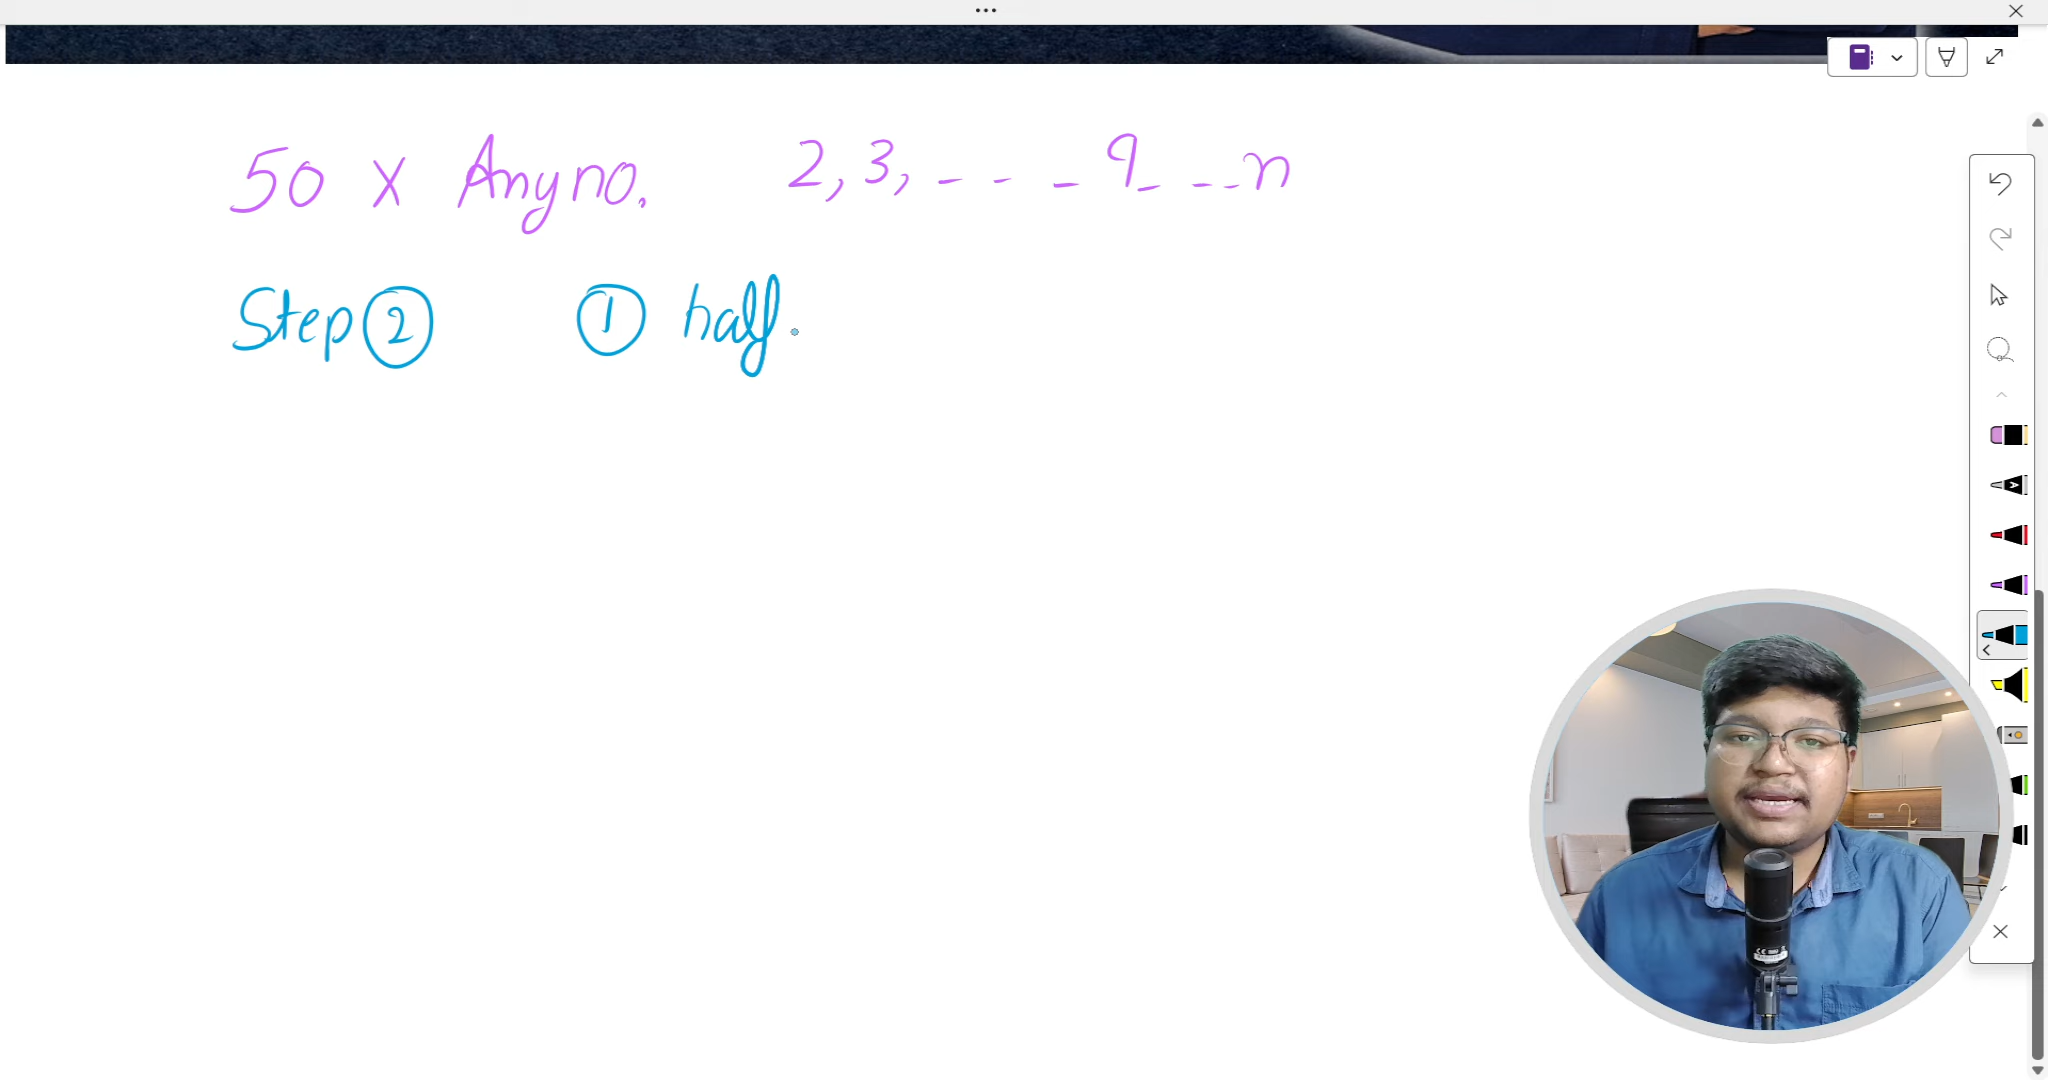 50 X Any no. 2, 3, - - - 9 - - - n
Step ② ① half.